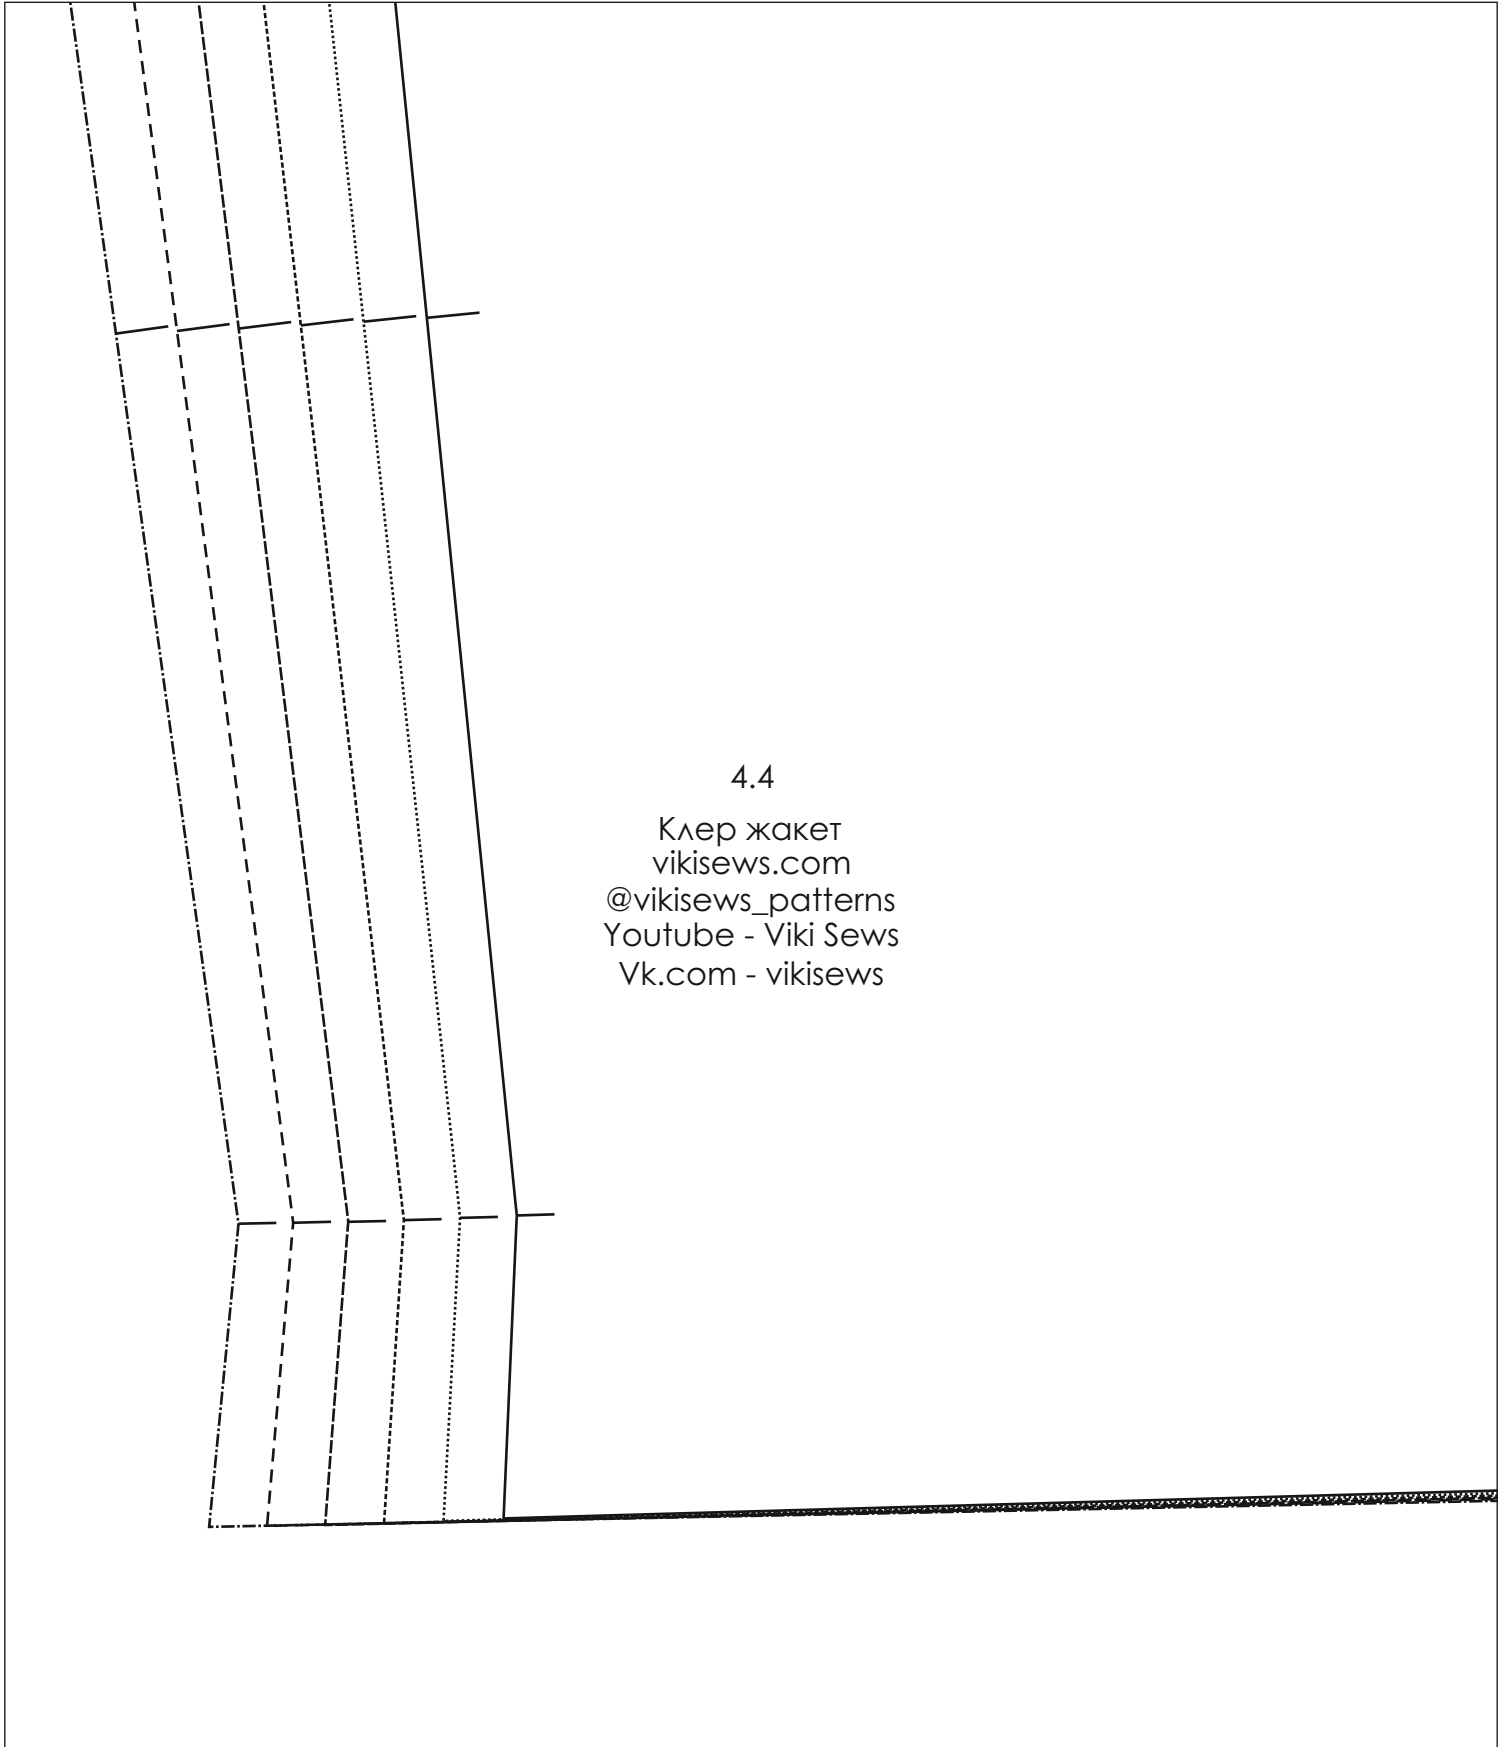 4.4
Клер жакет
vikisews.com
@vikisews_patterns
Youtube - Viki Sews
Vk.com - vikisews